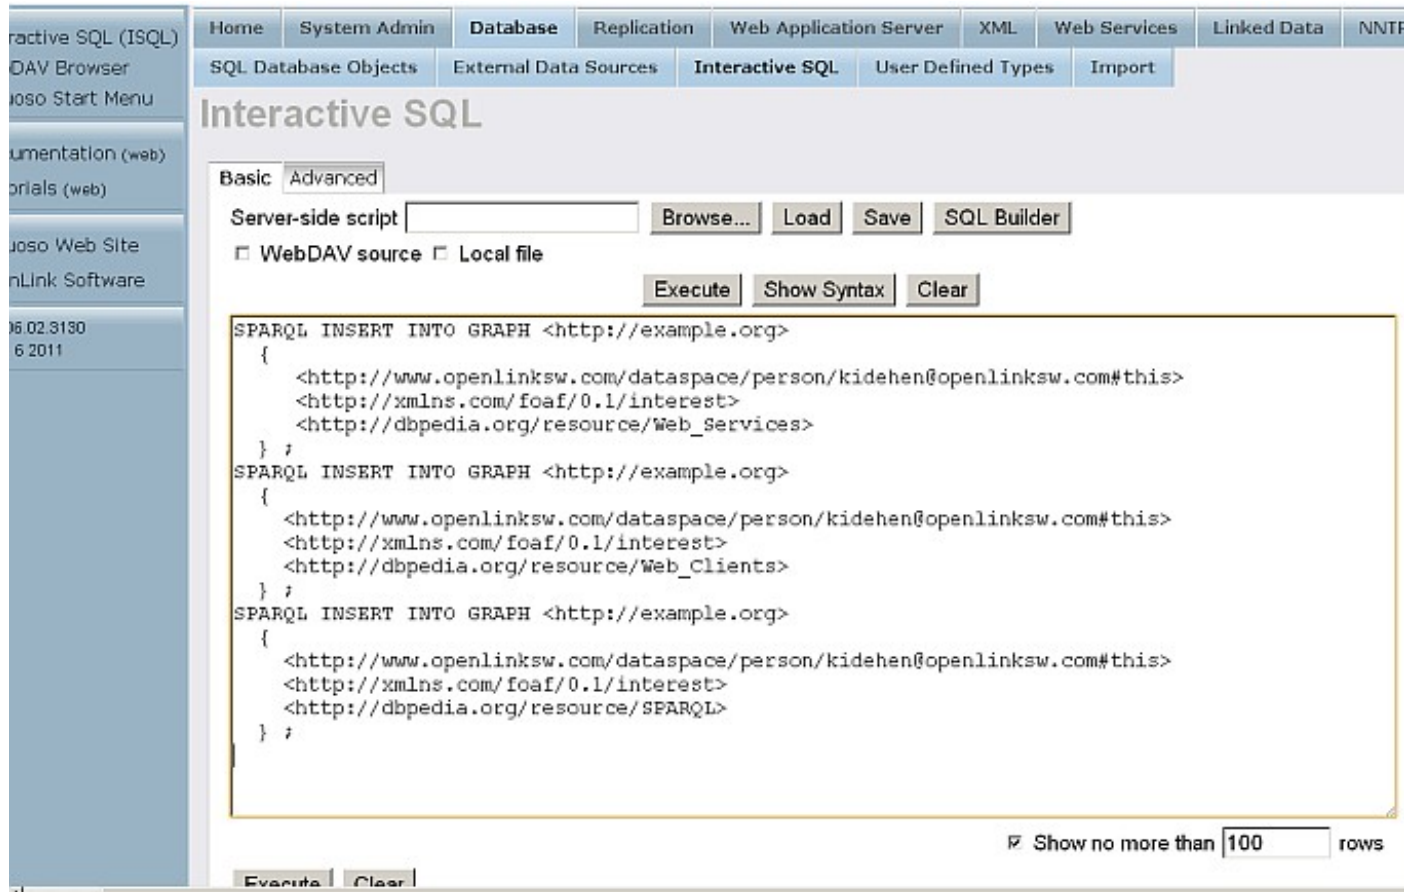 ractive SQL (ISQL)
DAV Browser
uoso Start Menu
umentation (web)
orials (web)
uoso Web Site
nLink Software
06.02.3130
6 2011
Home System Admin Database Replication Web Application Server XML Web Services Linked Data NNTP
SQL Database Objects External Data Sources Interactive SQL User Defined Types Import
Interactive SQL
Basic Advanced
Server-side script Browse... Load Save SQL Builder
WebDAV source Local file
Execute Show Syntax Clear
SPARQL INSERT INTO GRAPH <http://example.org>
{
<http://www.openlinksw.com/dataspace/person/kidehen@openlinksw.com#this>
<http://xmlns.com/foaf/0.1/interest>
<http://dbpedia.org/resource/Web_Services>
} ;
SPARQL INSERT INTO GRAPH <http://example.org>
{
<http://www.openlinksw.com/dataspace/person/kidehen@openlinksw.com#this>
<http://xmlns.com/foaf/0.1/interest>
<http://dbpedia.org/resource/Web_Clients>
} ;
SPARQL INSERT INTO GRAPH <http://example.org>
{
<http://www.openlinksw.com/dataspace/person/kidehen@openlinksw.com#this>
<http://xmlns.com/foaf/0.1/interest>
<http://dbpedia.org/resource/SPARQL>
} ;
Show no more than 100 rows
Execute Clear